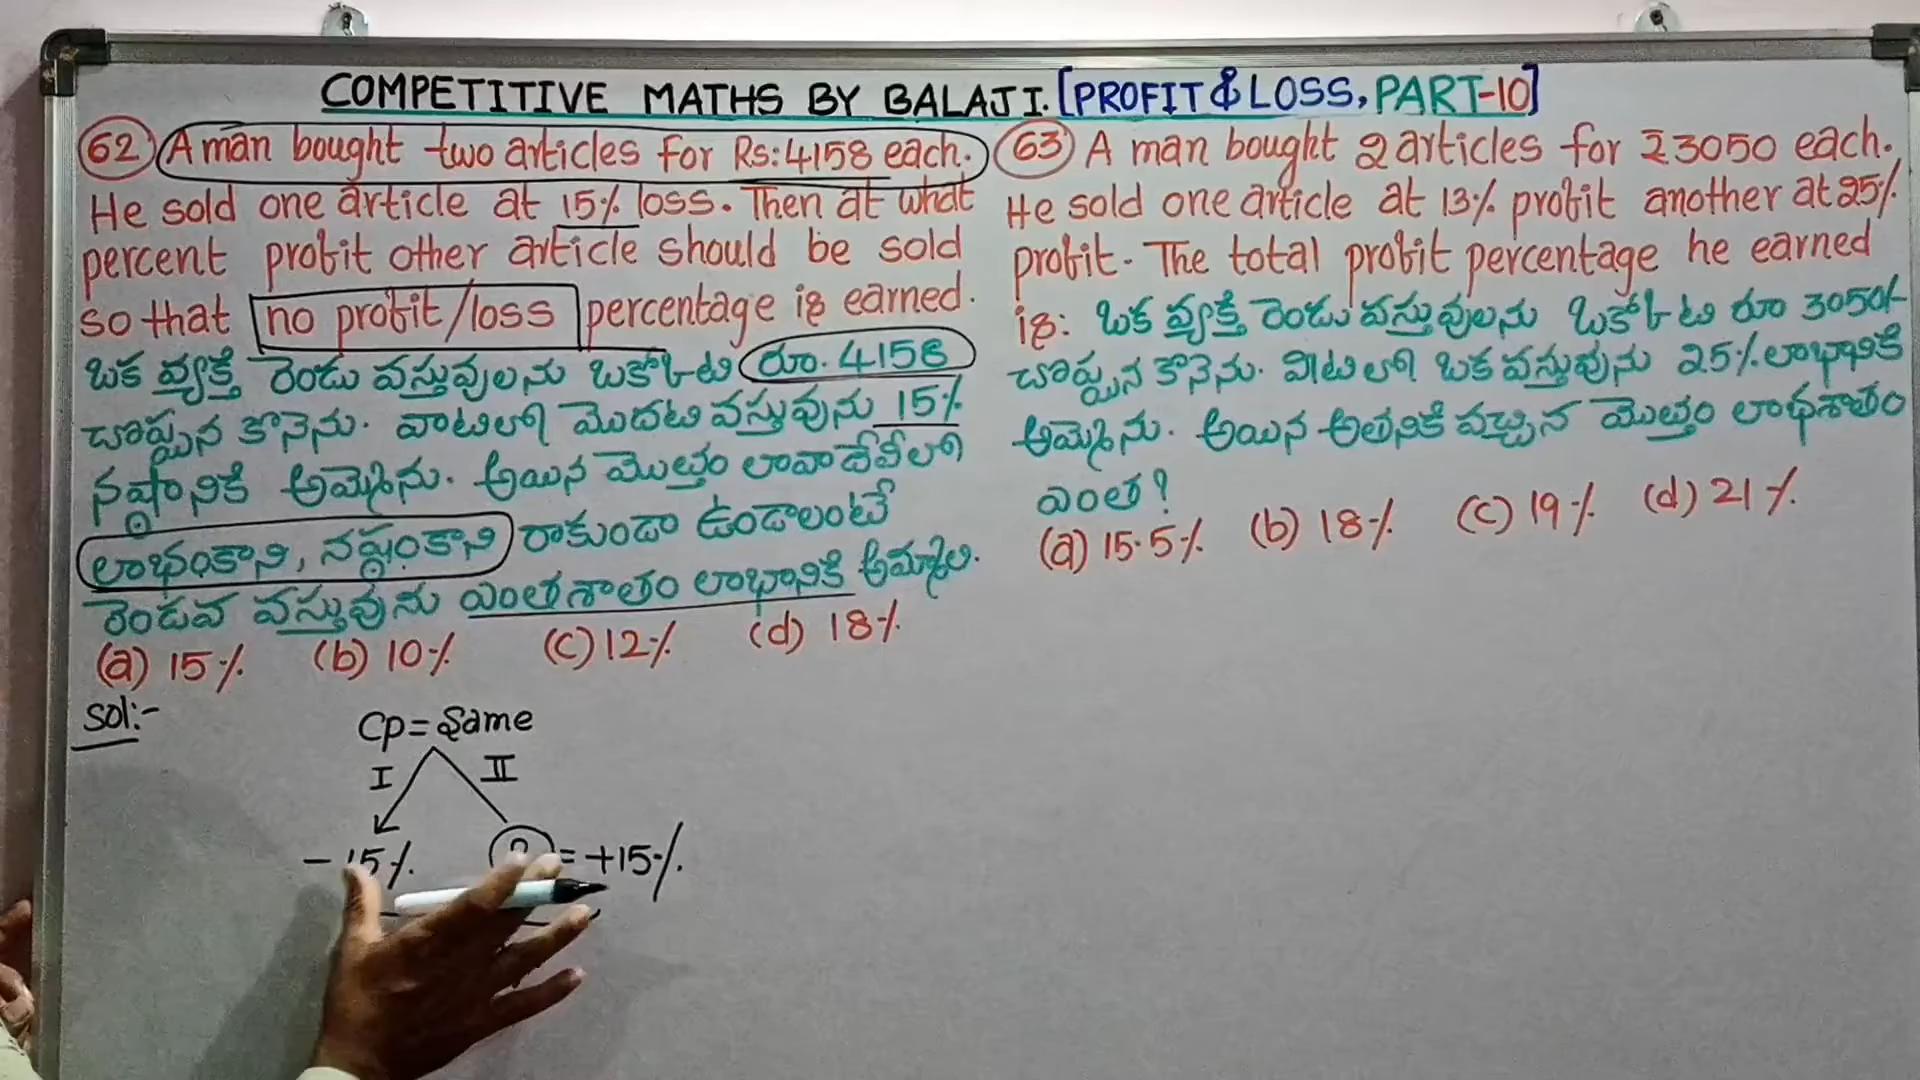 COMPETITIVE MATHS BY BALAJI. [PROFIT & LOSS, PART-10]
62 A man bought two articles for Rs:4158 each.
He sold one article at 15% loss. Then at what
percent profit other article should be sold
so that no profit/loss percentage is earned.
ఒక వ్యక్తి రెండు వస్తువులను ఒకొక్కటి రూ. 4158
చొప్పున కొనెను. వాటిలో మొదటి వస్తువును 15%
నష్టానికి అమ్మెను. అయిన మొత్తం లావాదేవీలో
లాభంకాని, నష్టంకాని రాకుండా ఉండాలంటే
రెండవ వస్తువును ఎంతశాతం లాభానికి అమ్మాలి.
(a) 15% (b) 10% (c) 12% (d) 18%
Sol:-
Cp = Same
I II
- 15% ? = +15%
63 A man bought 2 articles for ₹3050 each.
He sold one article at 13% profit another at 25%
profit. The total profit percentage he earned
is: ఒక వ్యక్తి రెండు వస్తువులను ఒకొక్కటి రూ 3050/-
చొప్పున కొనెను. వీటిలో ఒక వస్తువును 25% లాభానికి
అమ్మెను. అయిన అతనికి వచ్చిన మొత్తం లాభశాతం
ఎంత?
(a) 15.5% (b) 18% (c) 19% (d) 21%